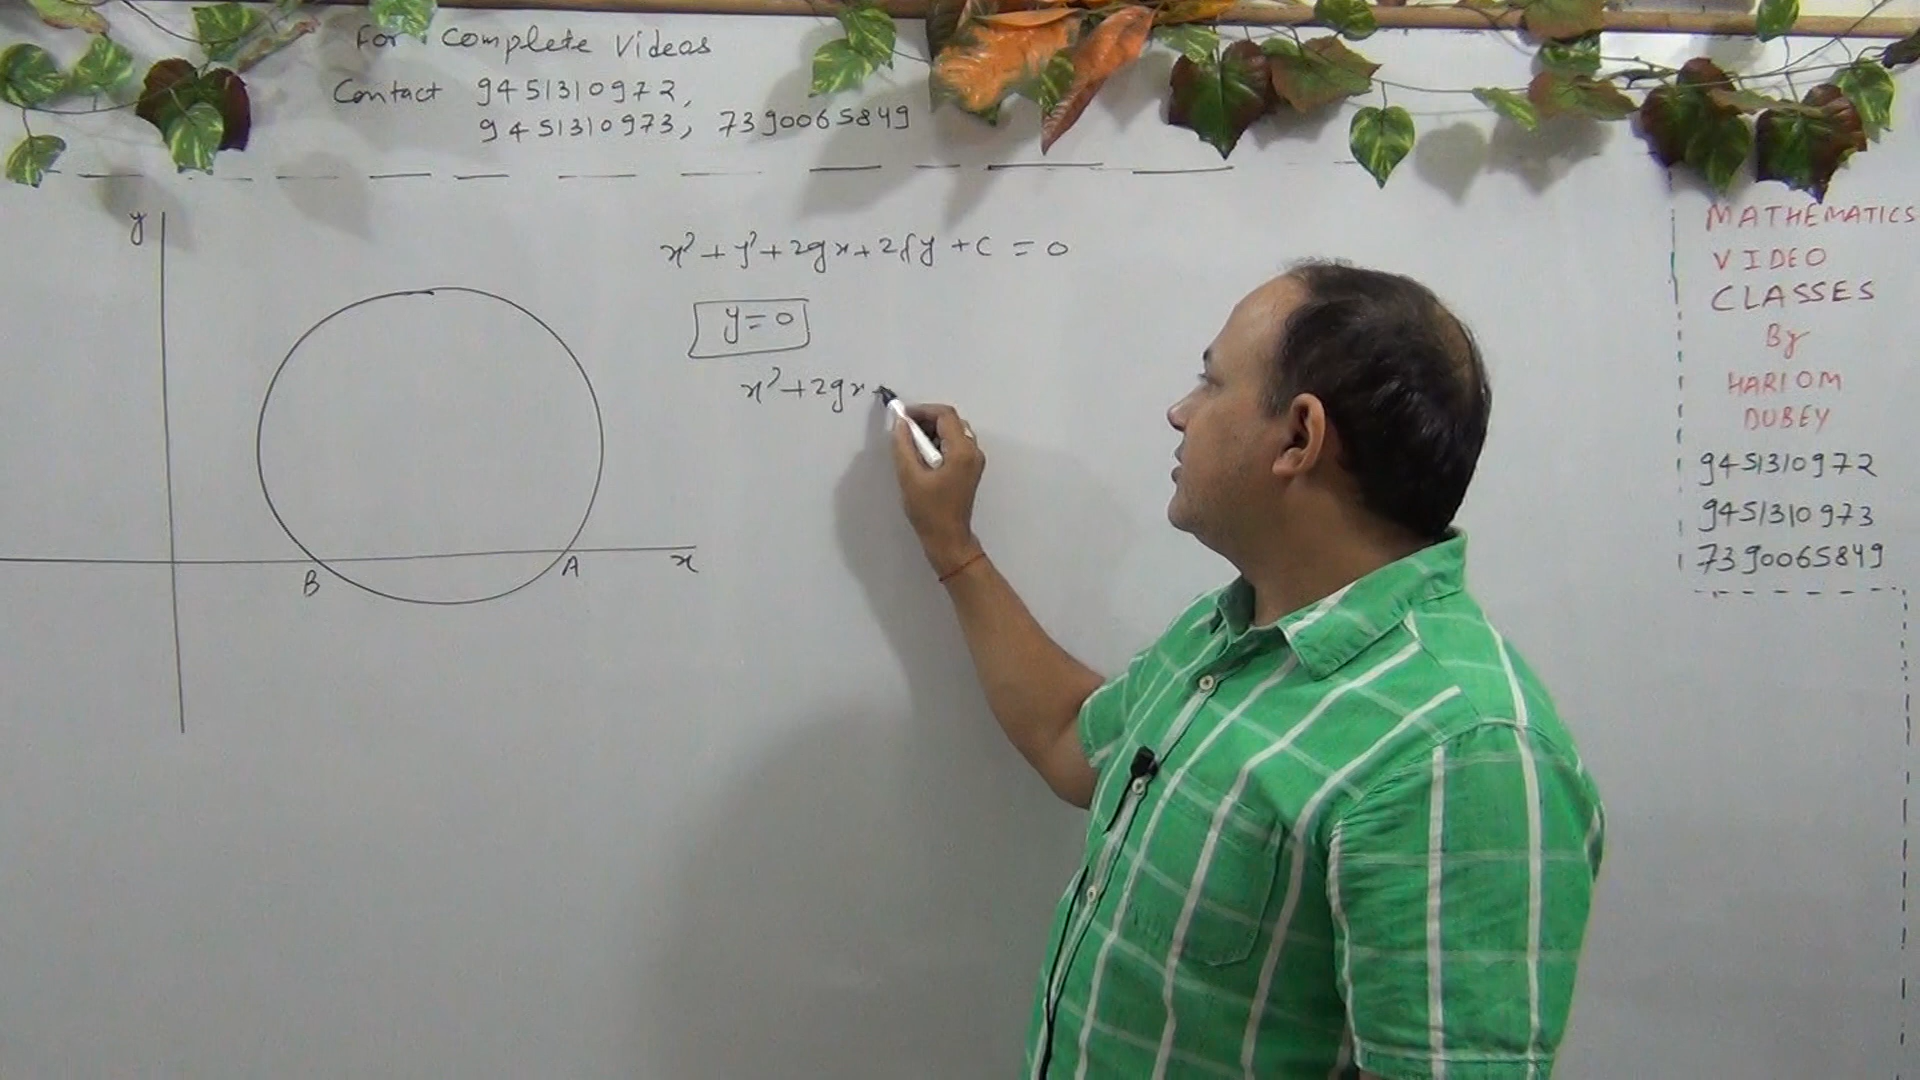 For Complete Videos
Contact 9451310972,
9451310973, 7390065849
y
x² + y² + 2gx + 2fy + c = 0
y = 0
x² + 2gx +
B
A
x
MATHEMATICS
VIDEO
CLASSES
By
HARIOM
DUBEY
9451310972
9451310973
7390065849